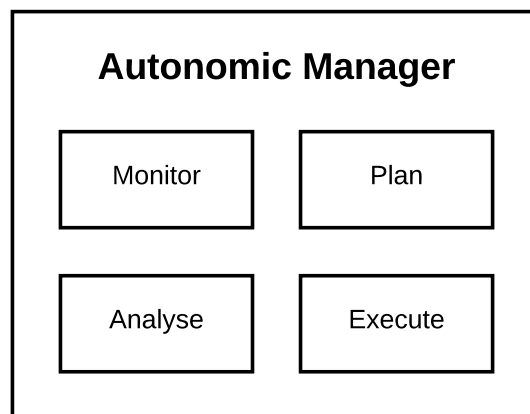 Autonomic Manager
Monitor
Plan
Analyse
Execute